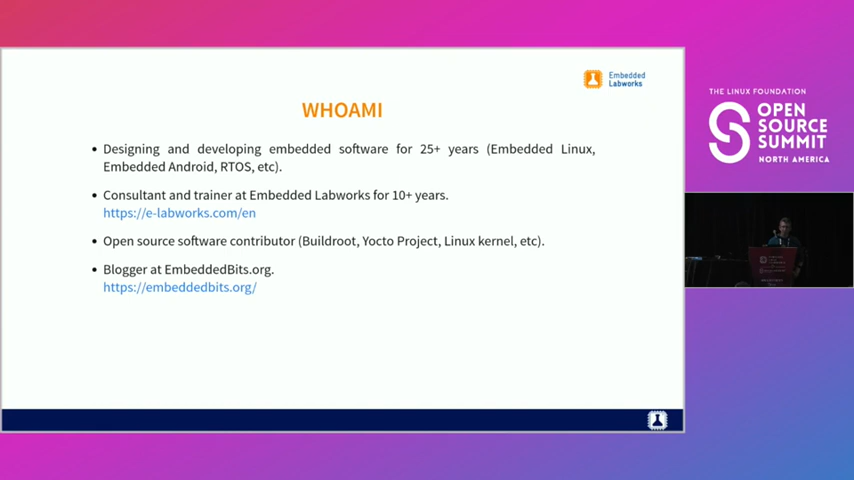 Embedded
Labworks
WHOAMI
• Designing and developing embedded software for 25+ years (Embedded Linux,
Embedded Android, RTOS, etc).
• Consultant and trainer at Embedded Labworks for 10+ years.
https://e-labworks.com/en
• Open source software contributor (Buildroot, Yocto Project, Linux kernel, etc).
• Blogger at EmbeddedBits.org.
https://embeddedbits.org/
THE LINUX FOUNDATION
OPEN
SOURCE
SUMMIT
NORTH AMERICA